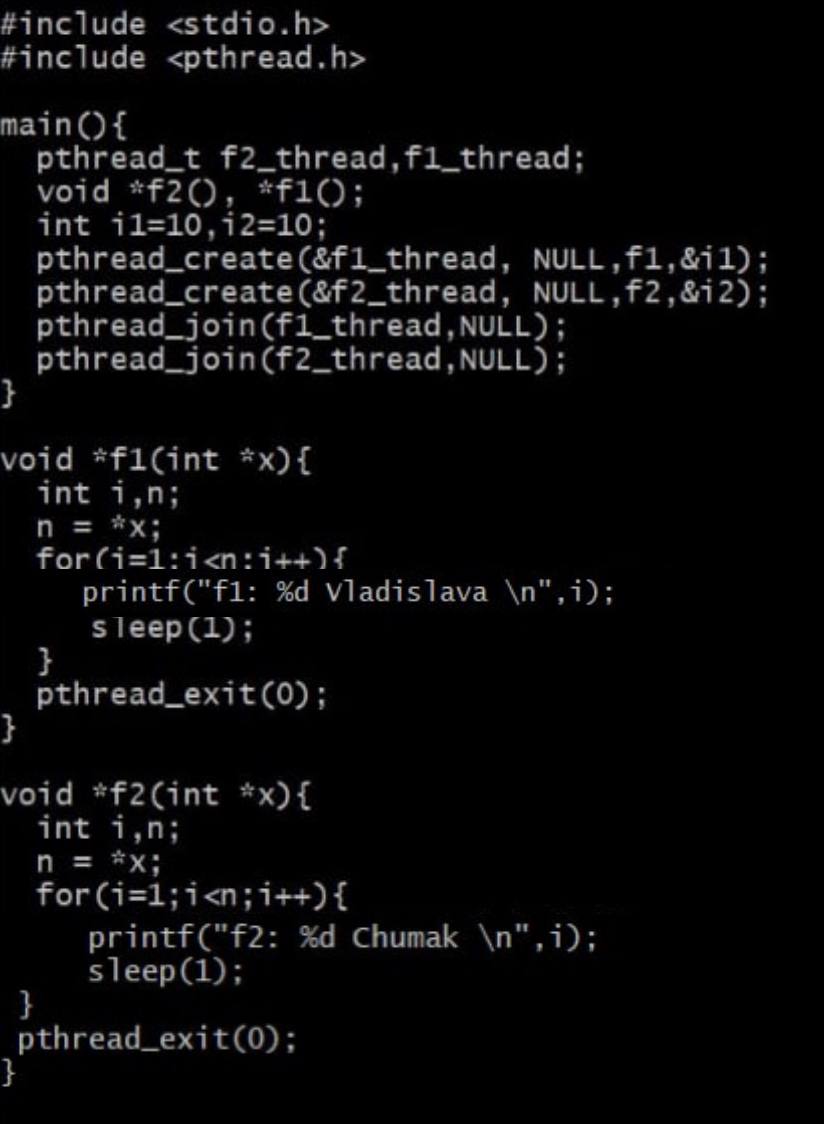 #include <stdio.h>
#include <pthread.h>
main(){
pthread_t f2_thread,f1_thread;
void *f2(), *f1();
int i1=10,i2=10;
pthread_create(&f1_thread, NULL,f1,&i1);
pthread_create(&f2_thread, NULL,f2,&i2);
pthread_join(f1_thread,NULL);
pthread_join(f2_thread,NULL);
}
void *f1(int *x){
int i,n;
n = *x;
for(i=1;i<n;i++){
printf("f1: %d Vladislava \n",i);
sleep(1);
}
pthread_exit(0);
}
void *f2(int *x){
int i,n;
n = *x;
for(i=1;i<n;i++){
printf("f2: %d Chumak \n",i);
sleep(1);
}
pthread_exit(0);
}